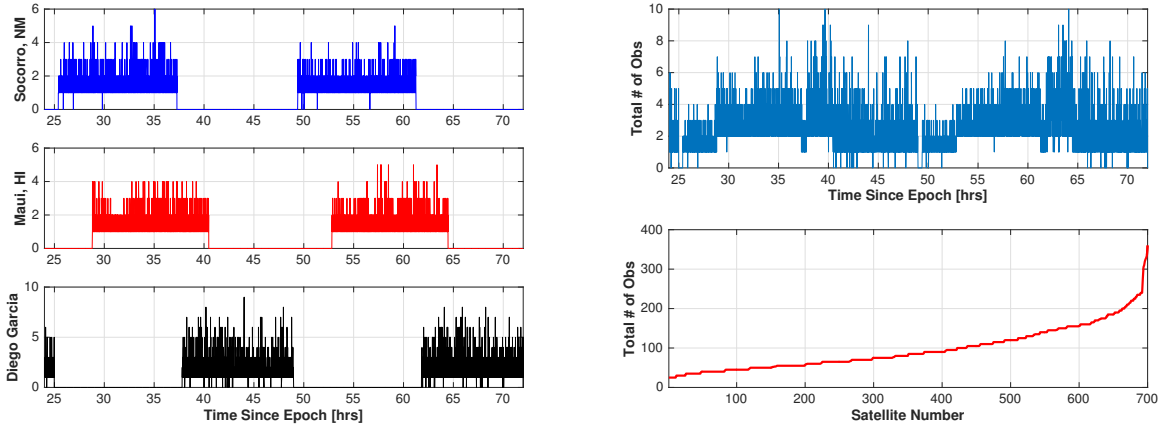 Socorro, NM
6
4
2
0
25 30 35 40 45 50 55 60 65 70
Maui, HI
6
4
2
0
25 30 35 40 45 50 55 60 65 70
Diego Garcia
10
5
0
25 30 35 40 45 50 55 60 65 70
Time Since Epoch [hrs]
Total # of Obs
10
8
6
4
2
0
25 30 35 40 45 50 55 60 65 70
Time Since Epoch [hrs]
Total # of Obs
400
300
200
100
0
100 200 300 400 500 600 700
Satellite Number